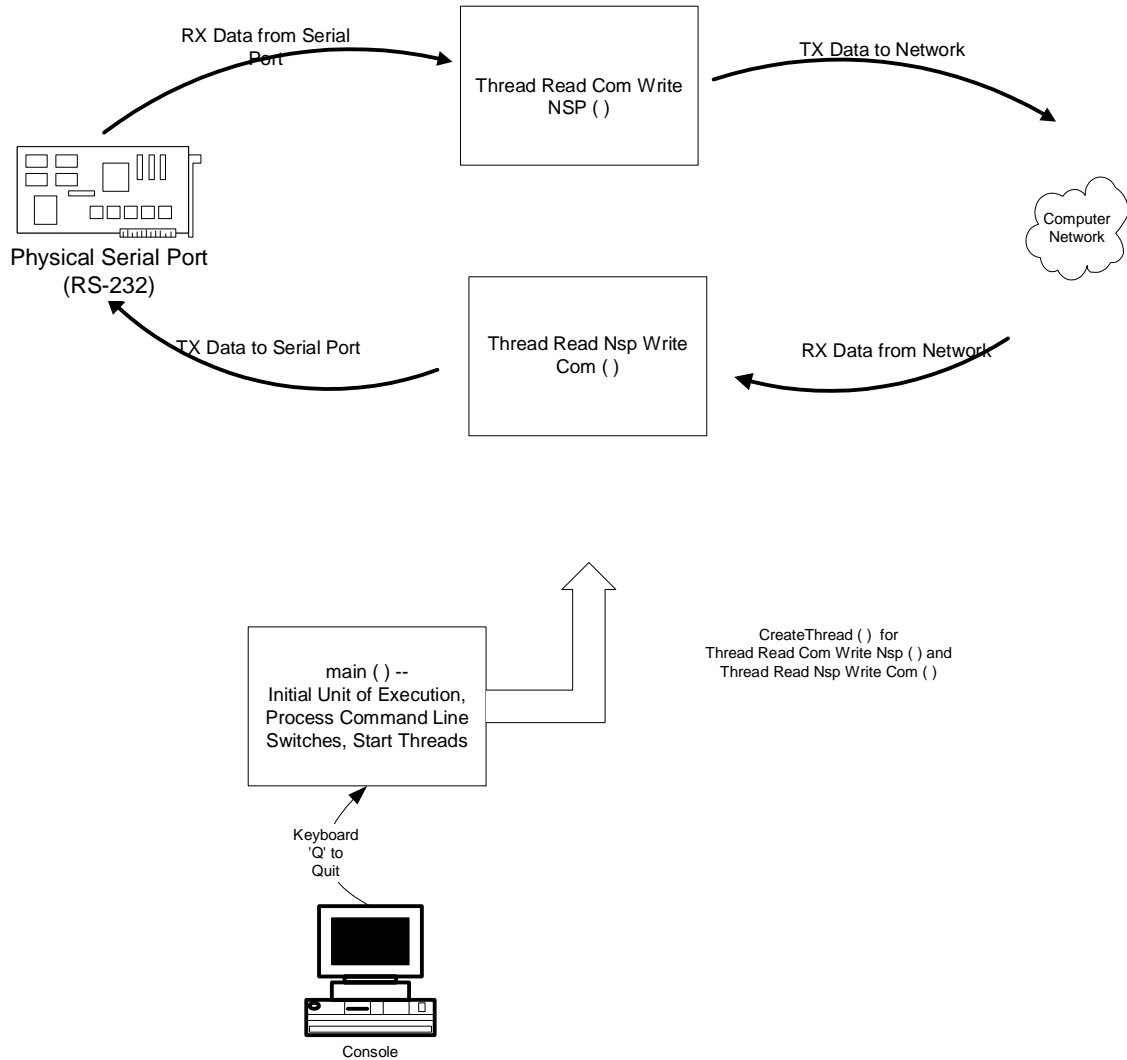 RX Data from Serial
Port
TX Data to Network
Thread Read Com Write
NSP ( )
Computer
Network
Physical Serial Port
(RS-232)
TX Data to Serial Port
Thread Read Nsp Write
Com ( )
RX Data from Network
CreateThread ( ) for
Thread Read Com Write Nsp ( ) and
Thread Read Nsp Write Com ( )
main ( ) --
Initial Unit of Execution,
Process Command Line
Switches, Start Threads
Keyboard
'Q' to
Quit
Console